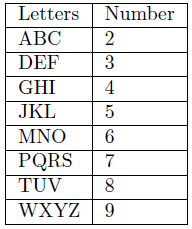 Letters Number
ABC 2
DEF 3
GHI 4
JKL 5
MNO 6
PQRS 7
TUV 8
WXYZ 9